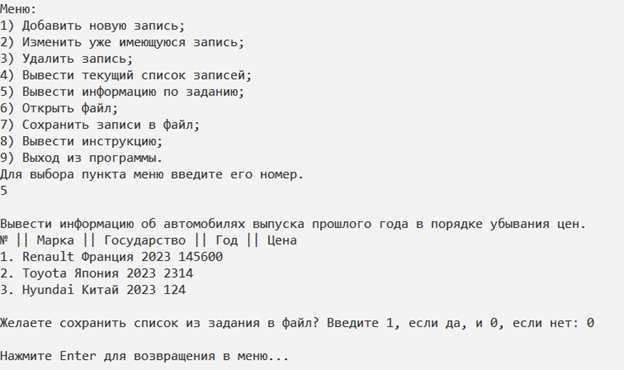 Меню:
1) Добавить новую запись;
2) Изменить уже имеющуюся запись;
3) Удалить запись;
4) Вывести текущий список записей;
5) Вывести информацию по заданию;
6) Открыть файл;
7) Сохранить записи в файл;
8) Вывести инструкцию;
9) Выход из программы.
Для выбора пункта меню введите его номер.
5
Вывести информацию об автомобилях выпуска прошлого года в порядке убывания цен.
№ || Марка || Государство || Год || Цена
1. Renault Франция 2023 145600
2. Toyota Япония 2023 2314
3. Hyundai Китай 2023 124
Желаете сохранить список из задания в файл? Введите 1, если да, и 0, если нет: 0
Нажмите Enter для возвращения в меню...